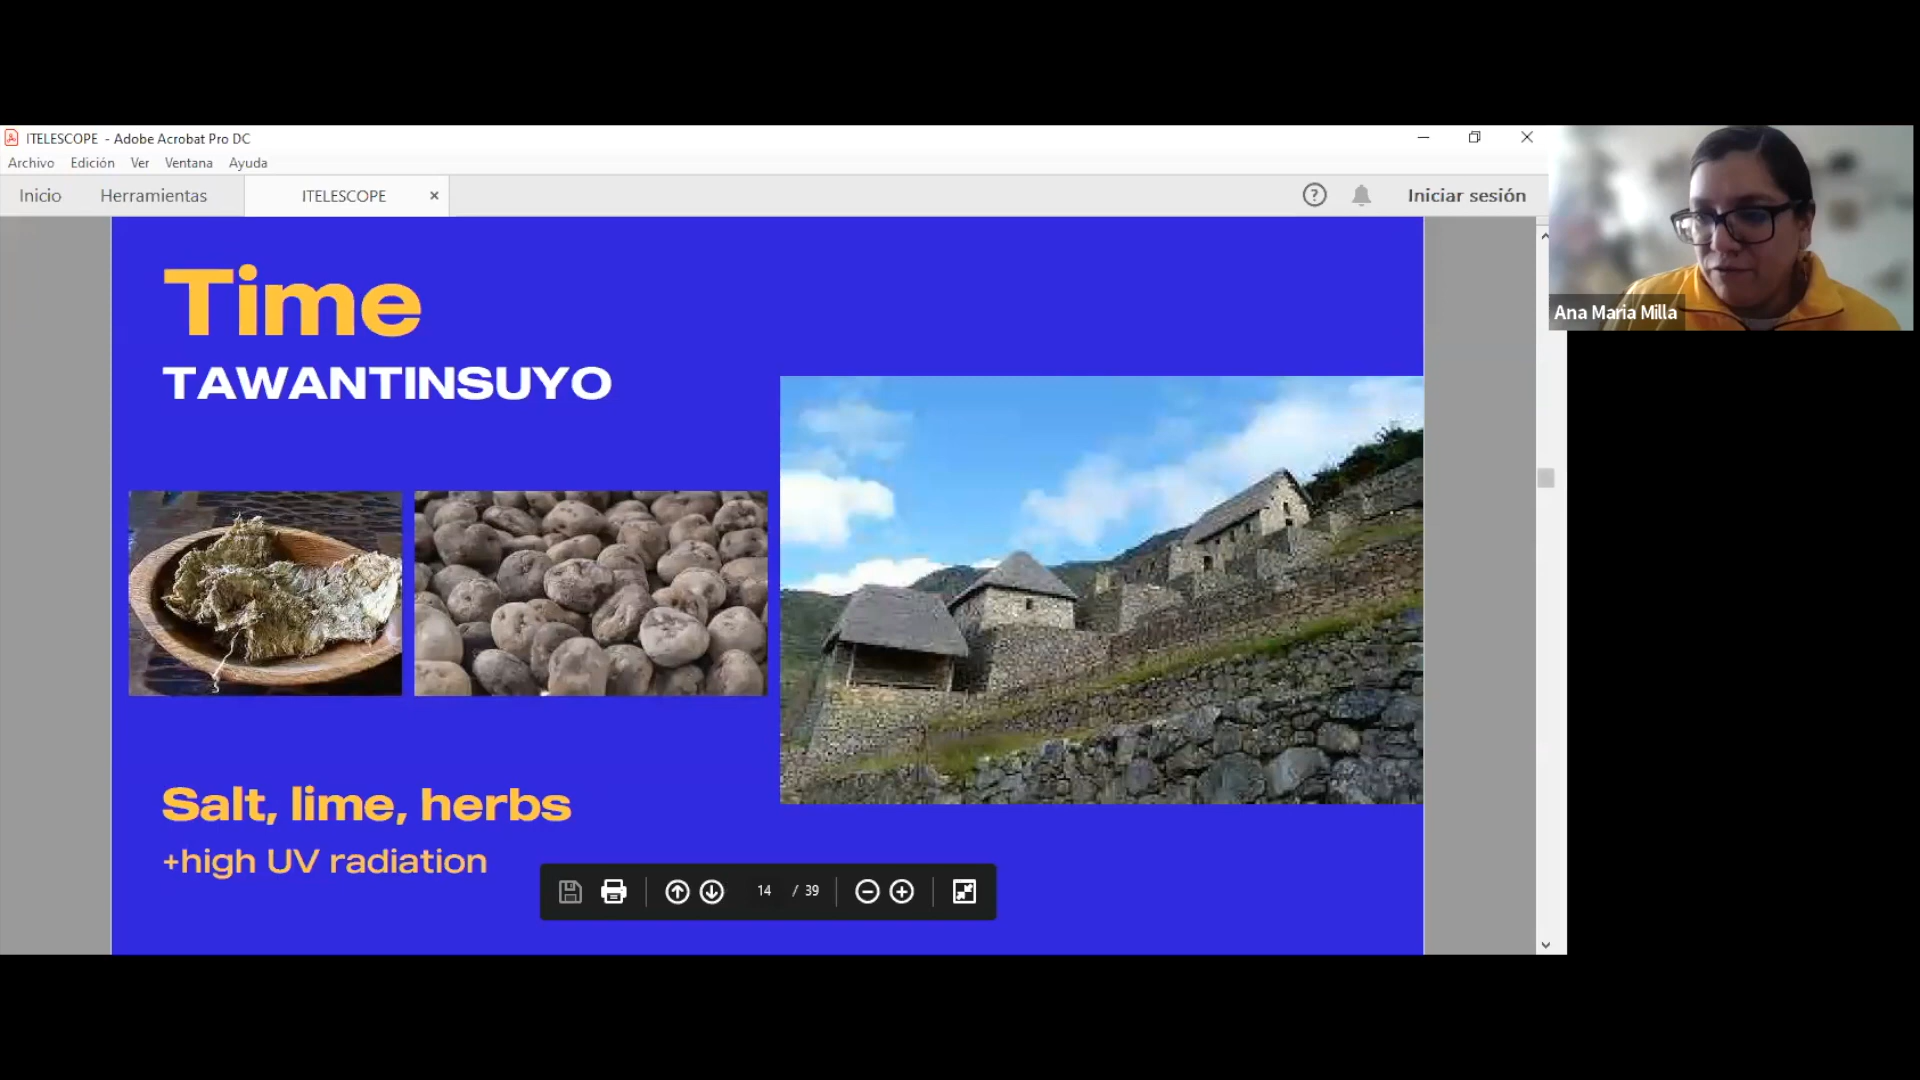 ITELESCOPE - Adobe Acrobat Pro DC
Archivo Edición Ver Ventana Ayuda
Inicio Herramientas ITELESCOPE × ? Iniciar sesión
Ana Maria Milla
Time
TAWANTINSUYO
Salt, lime, herbs
+high UV radiation
14 / 39